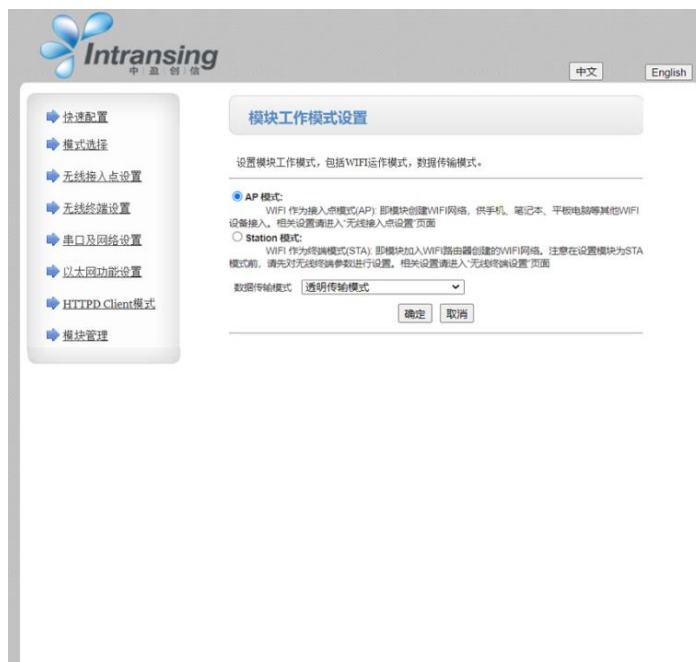 Intransing
中 盈 创 信
中文
English
快速配置
模式选择
无线接入点设置
无线终端设置
串口及网络设置
以太网功能设置
HTTPD Client模式
模块管理
模块工作模式设置
设置模块工作模式，包括WIFI运作模式，数据传输模式。
AP 模式:
WIFI 作为接入点模式(AP): 即模块创建WIFI网络，供手机、笔记本、平板电脑等其他WIFI
设备接入。相关设置请进入"无线接入点设置"页面
Station 模式:
WIFI 作为终端模式(STA): 即模块加入WIFI路由器创建的WIFI网络。注意在设置模块为STA
模式前，请先对无线终端参数进行设置。相关设置请进入"无线终端设置"页面
数据传输模式 透明传输模式
确定 取消